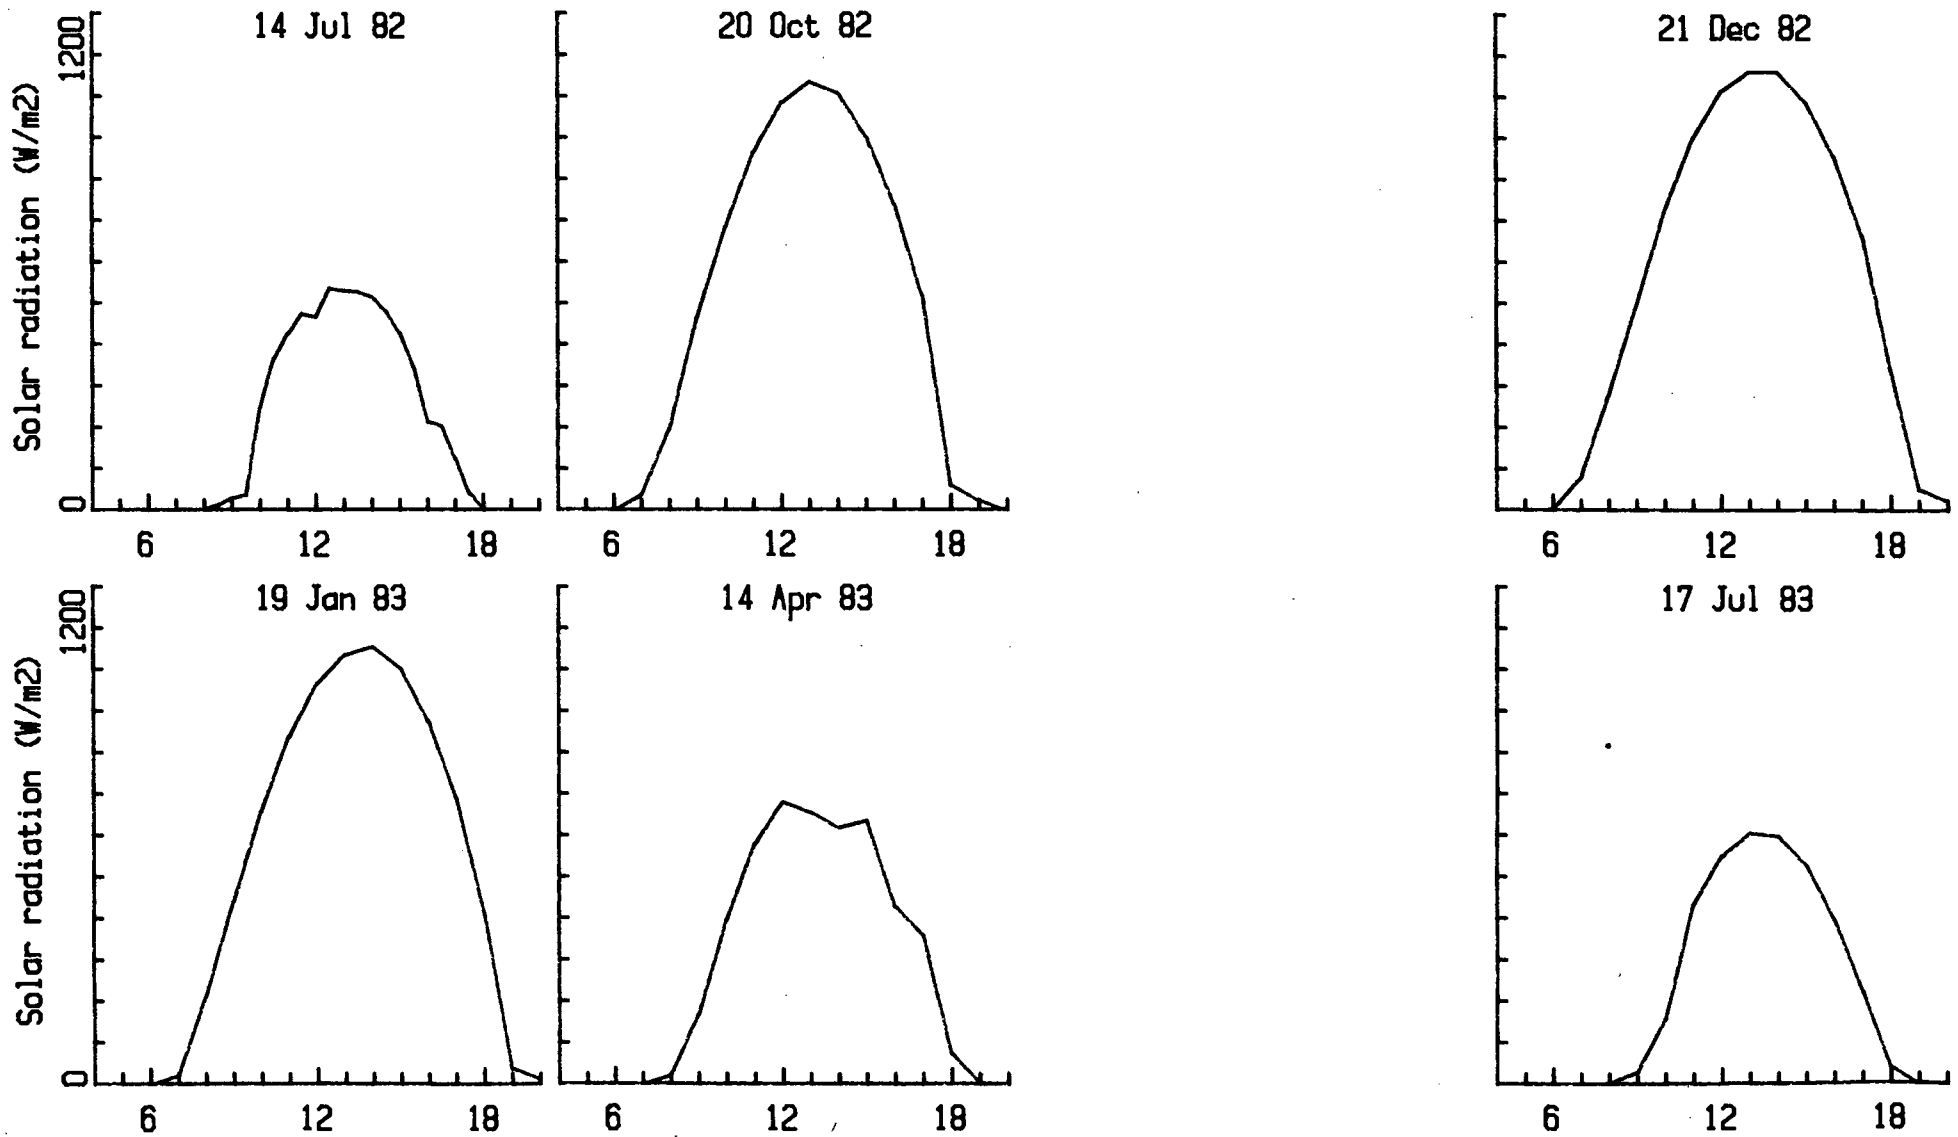 14 Jul 82
20 Oct 82
21 Dec 82
Solar radiation (W/m2)
1200
0
6 12 18
6 12 18
6 12 18
19 Jan 83
14 Apr 83
17 Jul 83
Solar radiation (W/m2)
1200
0
6 12 18
6 12 18
6 12 18